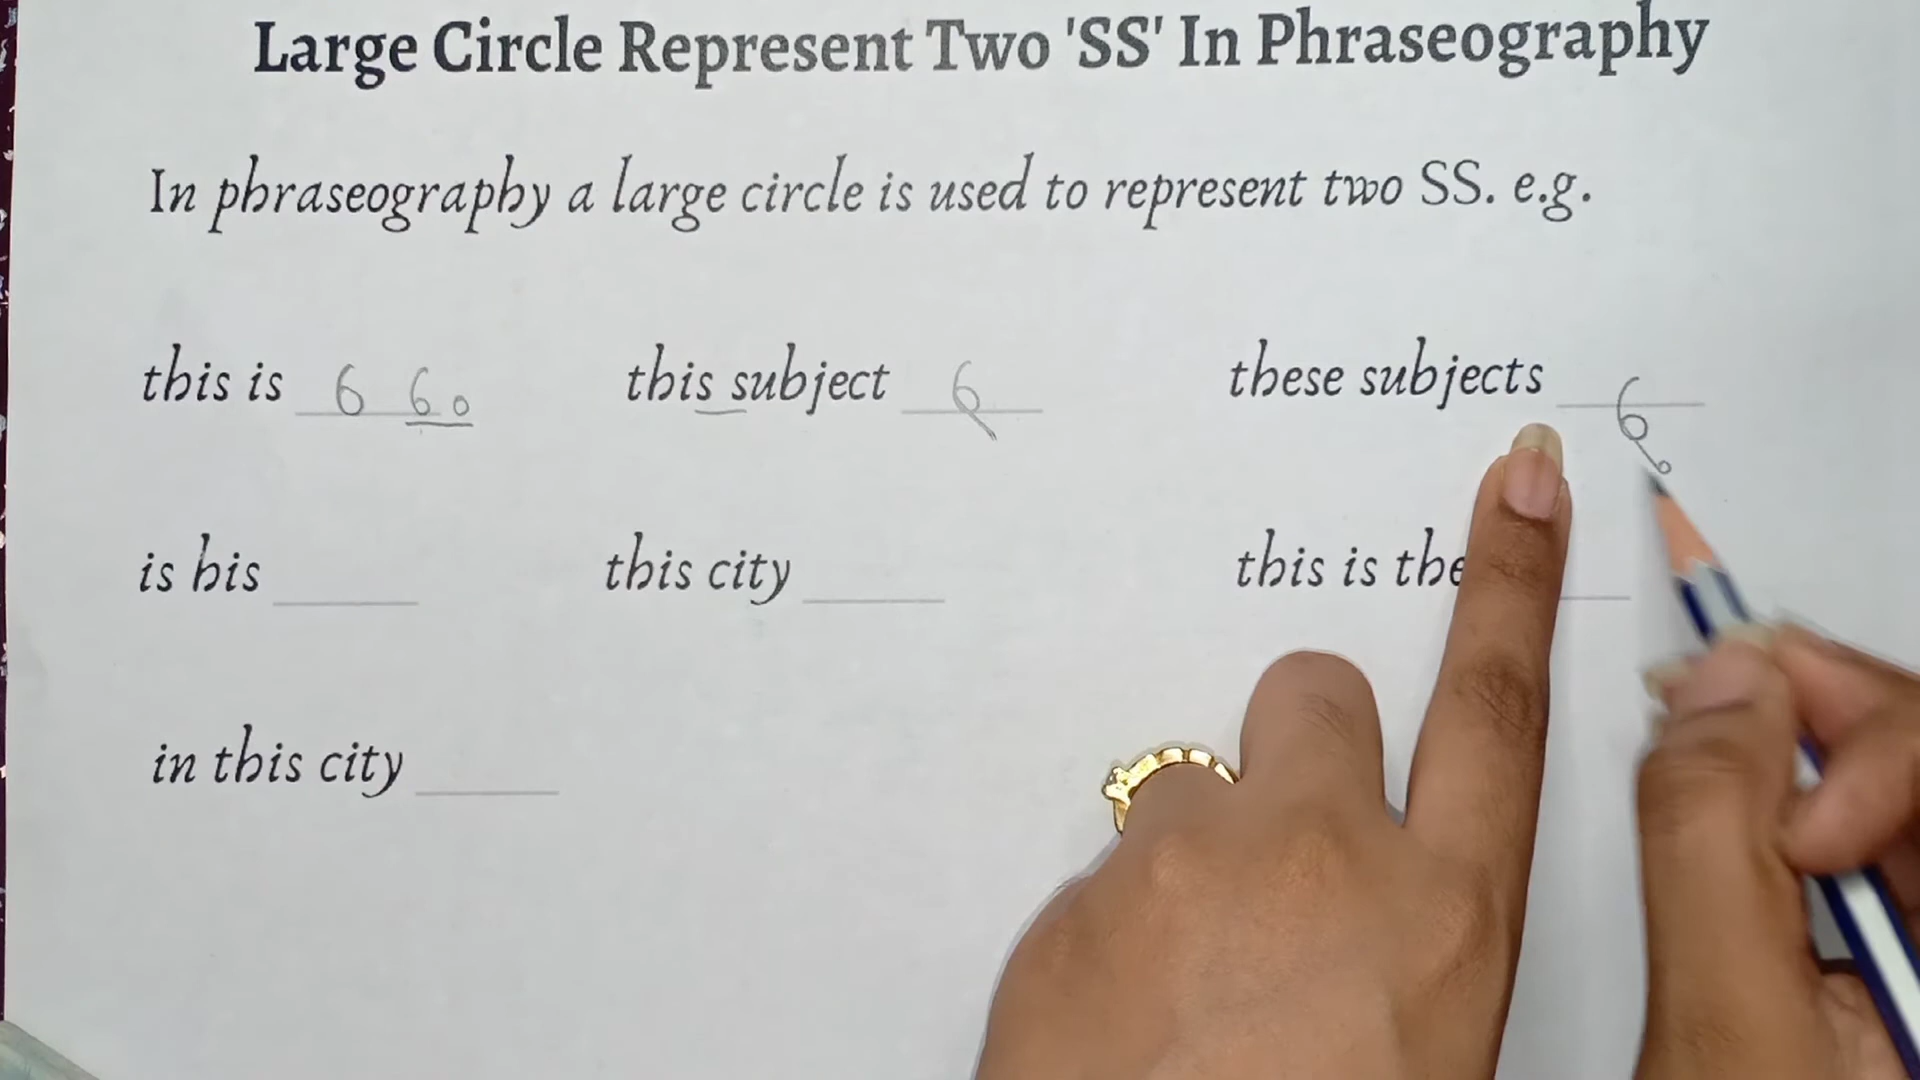 Large Circle Represent Two 'SS' In Phraseography
In phraseography a large circle is used to represent two SS. e.g.
this is this subject these subjects
is his this city this is the
in this city